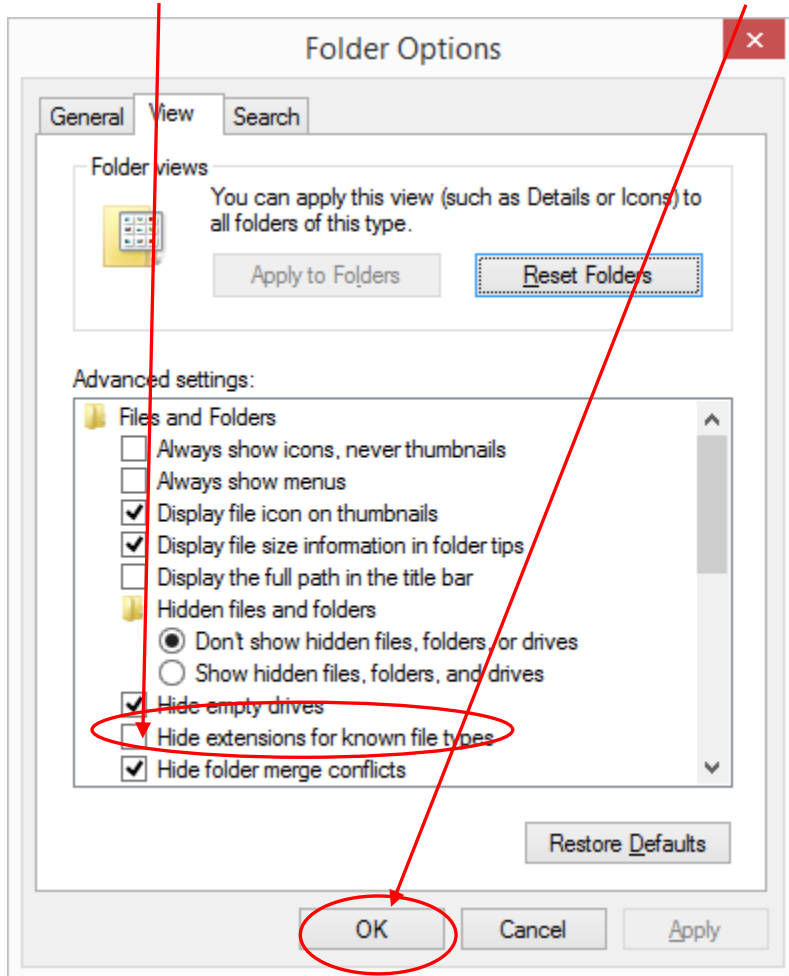 Folder Options
General View Search
Folder views
You can apply this view (such as Details or Icons) to
all folders of this type.
Apply to Folders Reset Folders
Advanced settings:
Files and Folders
Always show icons, never thumbnails
Always show menus
Display file icon on thumbnails
Display file size information in folder tips
Display the full path in the title bar
Hidden files and folders
Don't show hidden files, folders, or drives
Show hidden files, folders, and drives
Hide empty drives
Hide extensions for known file types
Hide folder merge conflicts
Restore Defaults
OK Cancel Apply